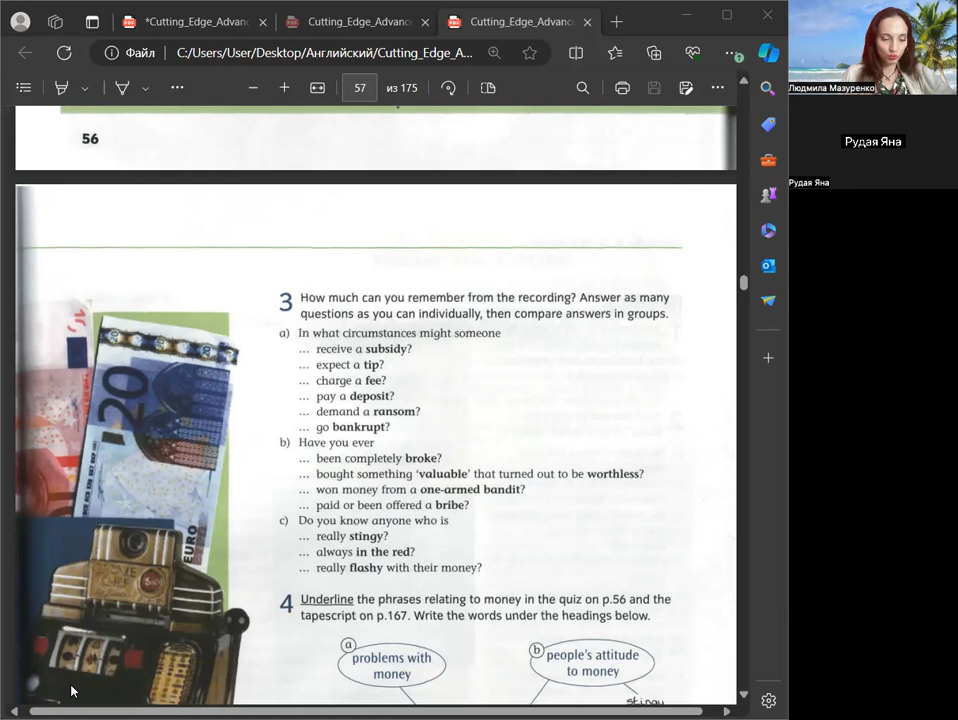 *Cutting_Edge_Advanc
Cutting_Edge_Advanc
Cutting_Edge_Advanc
Файл
C:/Users/User/Desktop/Английский/Cutting_Edge_A...
57
из 175
Людмила Мазуренко
Рудая Яна
Рудая Яна
56
3 How much can you remember from the recording? Answer as many
questions as you can individually, then compare answers in groups.
a) In what circumstances might someone
... receive a subsidy?
... expect a tip?
... charge a fee?
... pay a deposit?
... demand a ransom?
... go bankrupt?
b) Have you ever
... been completely broke?
... bought something ‘valuable’ that turned out to be worthless?
... won money from a one-armed bandit?
... paid or been offered a bribe?
c) Do you know anyone who is
... really stingy?
... always in the red?
... really flashy with their money?
4 Underline the phrases relating to money in the quiz on p.56 and the
tapescript on p.167. Write the words under the headings below.
a
problems with
money
b
people's attitude
to money
stingy
20
EURO